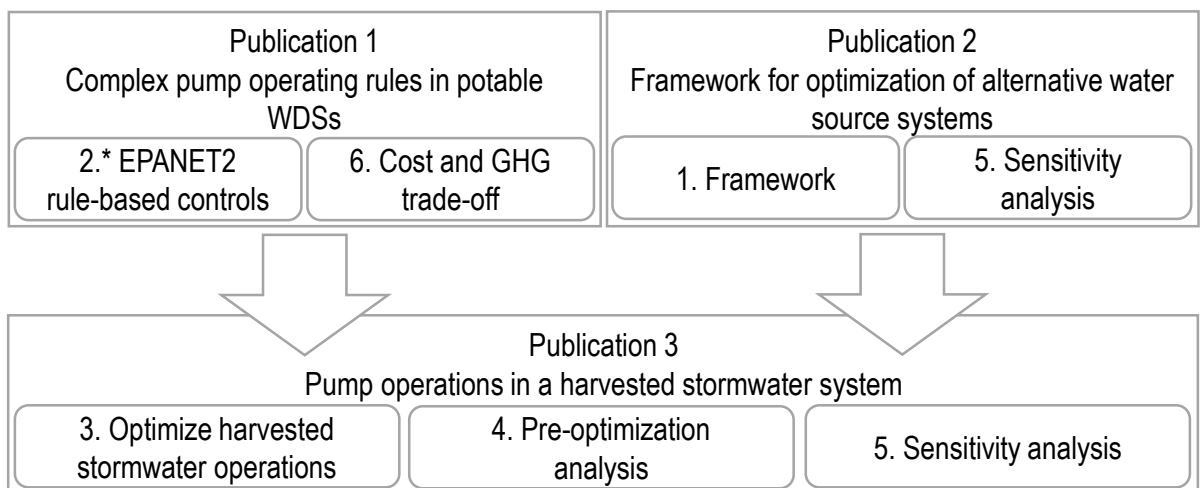 Publication 1
Complex pump operating rules in potable
WDSs
2.* EPANET2
rule-based controls
6. Cost and GHG
trade-off
Publication 2
Framework for optimization of alternative water
source systems
1. Framework
5. Sensitivity
analysis
Publication 3
Pump operations in a harvested stormwater system
3. Optimize harvested
stormwater operations
4. Pre-optimization
analysis
5. Sensitivity analysis